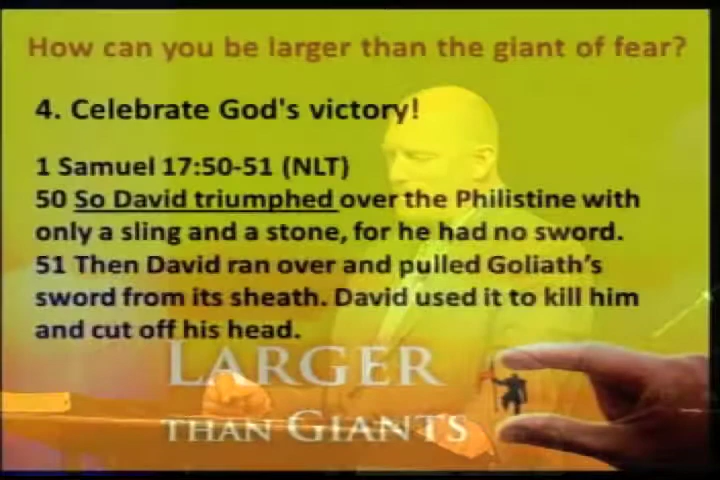 How can you be larger than the giant of fear?
4. Celebrate God's victory!
1 Samuel 17:50-51 (NLT)
50 So David triumphed over the Philistine with
only a sling and a stone, for he had no sword.
51 Then David ran over and pulled Goliath's
sword from its sheath. David used it to kill him
and cut off his head.
LARGER
THAN GIANTS